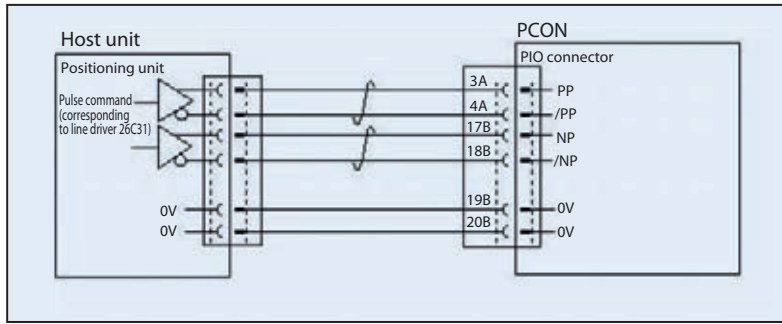 Host unit
PCON
Positioning unit
PIO connector
Pulse command
(corresponding
to line driver 26C31)
3A
PP
4A
/PP
17B
NP
18B
/NP
0V
19B
0V
0V
20B
0V